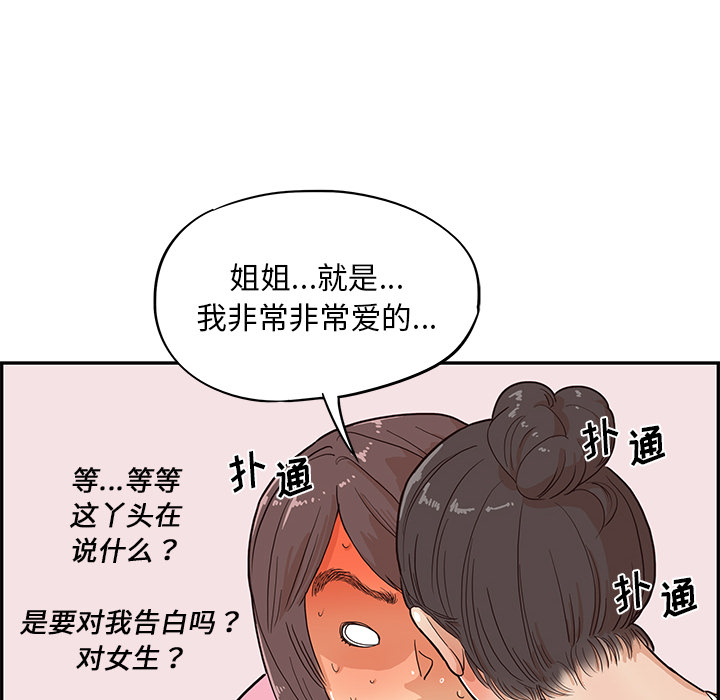 姐姐...就是...
我非常非常爱的...
扑通
扑通
等...等等
这丫头在
说什么？
扑通
是要对我告白吗？
对女生？